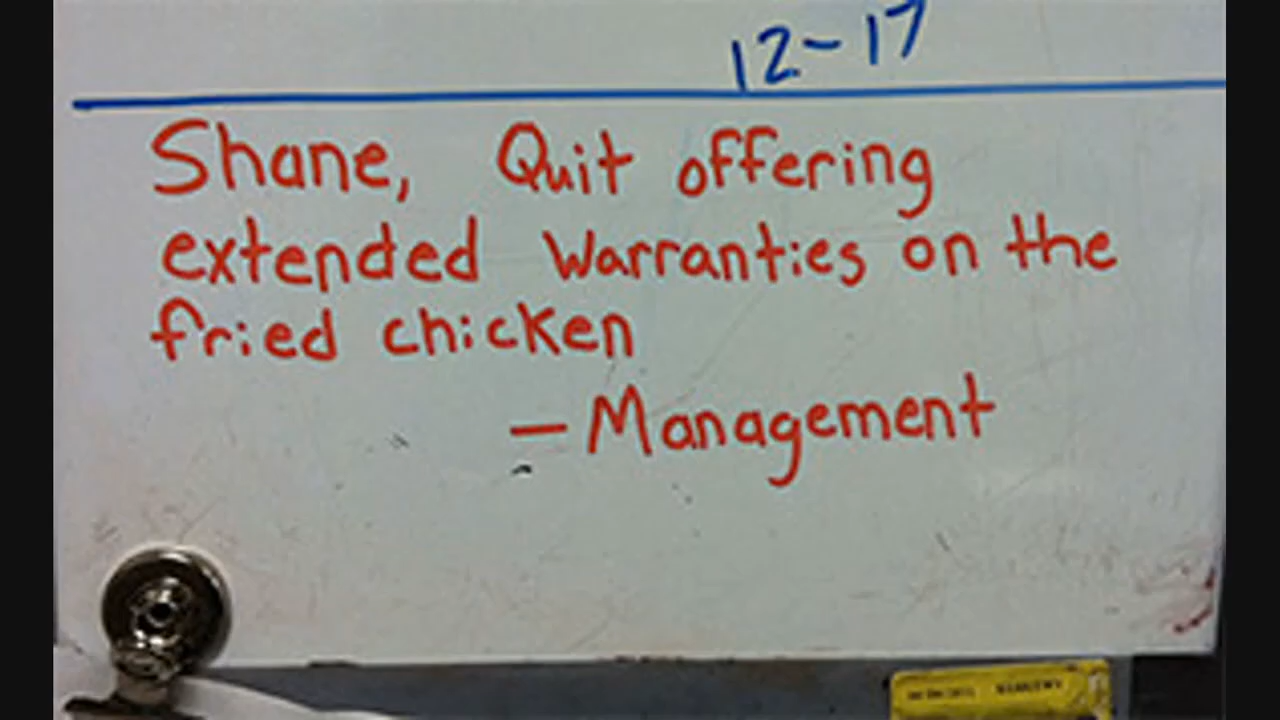 12-17
Shane, Quit offering
extended Warranties on the
fried chicken
- Management